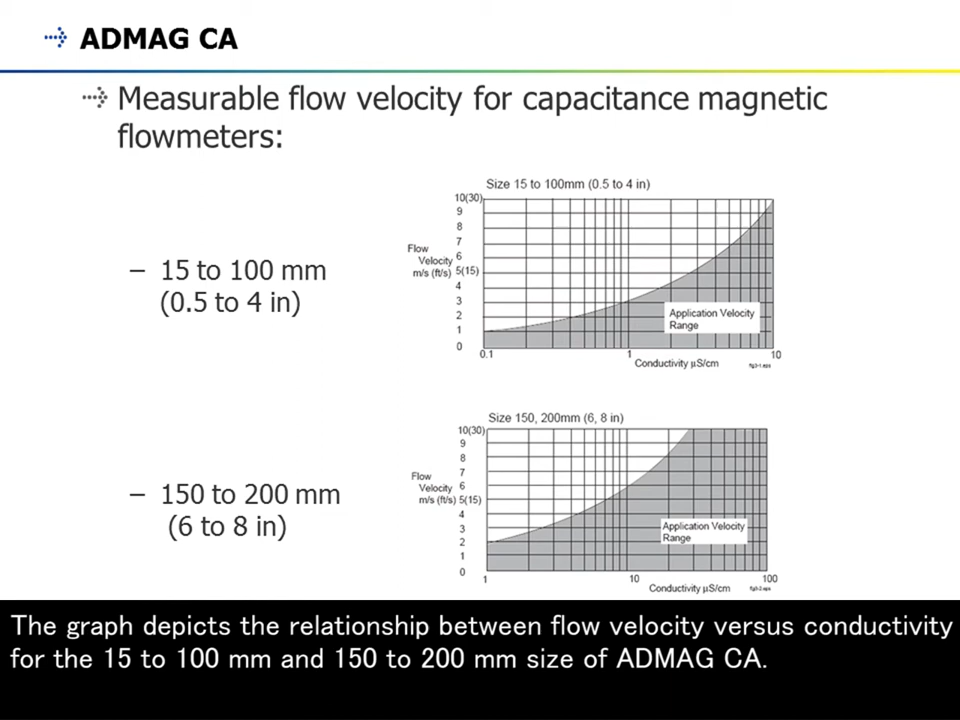 ADMAG CA
Measurable flow velocity for capacitance magnetic
flowmeters:
– 15 to 100 mm
(0.5 to 4 in)
Size 15 to 100mm (0.5 to 4 in)
10(30)
9
8
7
6
5(15)
4
3
2
1
0
Flow
Velocity
m/s (ft/s)
Application Velocity
Range
0.1
1
10
Conductivity µS/cm
fig3-1.eps
– 150 to 200 mm
(6 to 8 in)
Size 150, 200mm (6, 8 in)
10(30)
9
8
7
6
5(15)
4
3
2
1
0
Flow
Velocity
m/s (ft/s)
Application Velocity
Range
1
10
100
Conductivity µS/cm
fig3-2.eps
The graph depicts the relationship between flow velocity versus conductivity
for the 15 to 100 mm and 150 to 200 mm size of ADMAG CA.